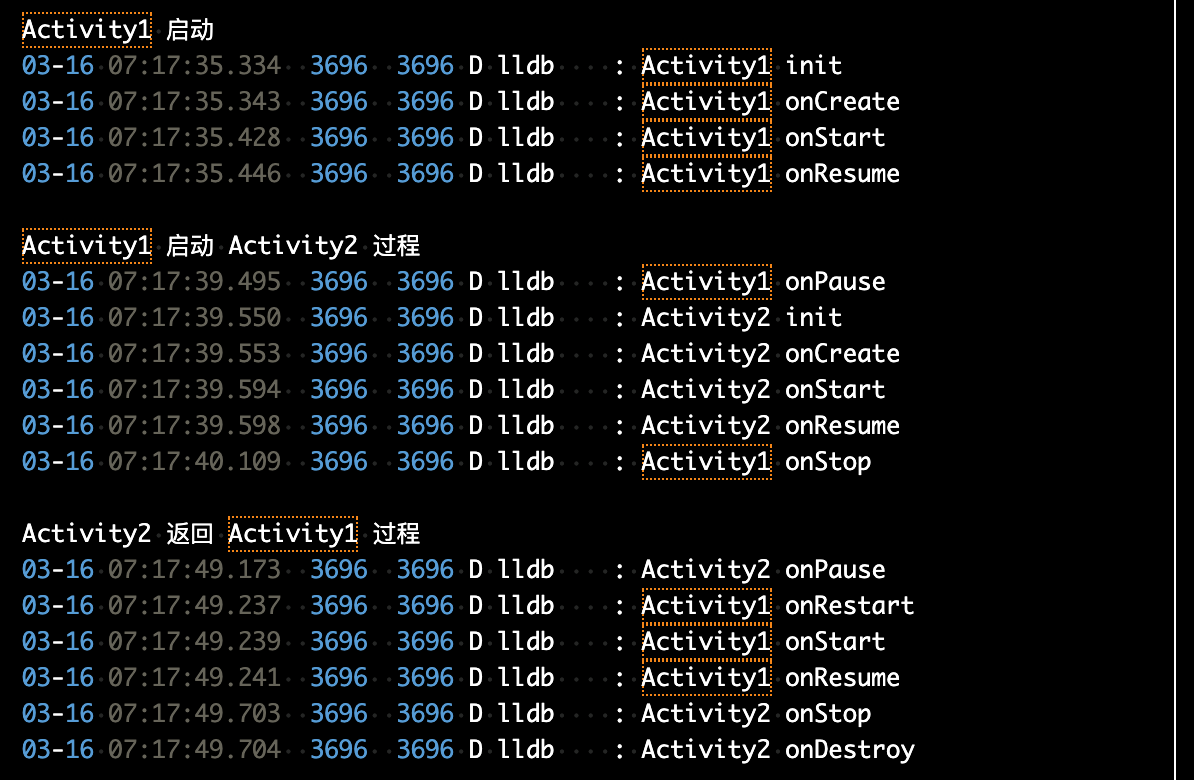 Activity1 启动
03-16 07:17:35.334  3696  3696 D lldb    : Activity1 init
03-16 07:17:35.343  3696  3696 D lldb    : Activity1 onCreate
03-16 07:17:35.428  3696  3696 D lldb    : Activity1 onStart
03-16 07:17:35.446  3696  3696 D lldb    : Activity1 onResume
Activity1 启动 Activity2 过程
03-16 07:17:39.495  3696  3696 D lldb    : Activity1 onPause
03-16 07:17:39.550  3696  3696 D lldb    : Activity2 init
03-16 07:17:39.553  3696  3696 D lldb    : Activity2 onCreate
03-16 07:17:39.594  3696  3696 D lldb    : Activity2 onStart
03-16 07:17:39.598  3696  3696 D lldb    : Activity2 onResume
03-16 07:17:40.109  3696  3696 D lldb    : Activity1 onStop
Activity2 返回 Activity1 过程
03-16 07:17:49.173  3696  3696 D lldb    : Activity2 onPause
03-16 07:17:49.237  3696  3696 D lldb    : Activity1 onRestart
03-16 07:17:49.239  3696  3696 D lldb    : Activity1 onStart
03-16 07:17:49.241  3696  3696 D lldb    : Activity1 onResume
03-16 07:17:49.703  3696  3696 D lldb    : Activity2 onStop
03-16 07:17:49.704  3696  3696 D lldb    : Activity2 onDestroy